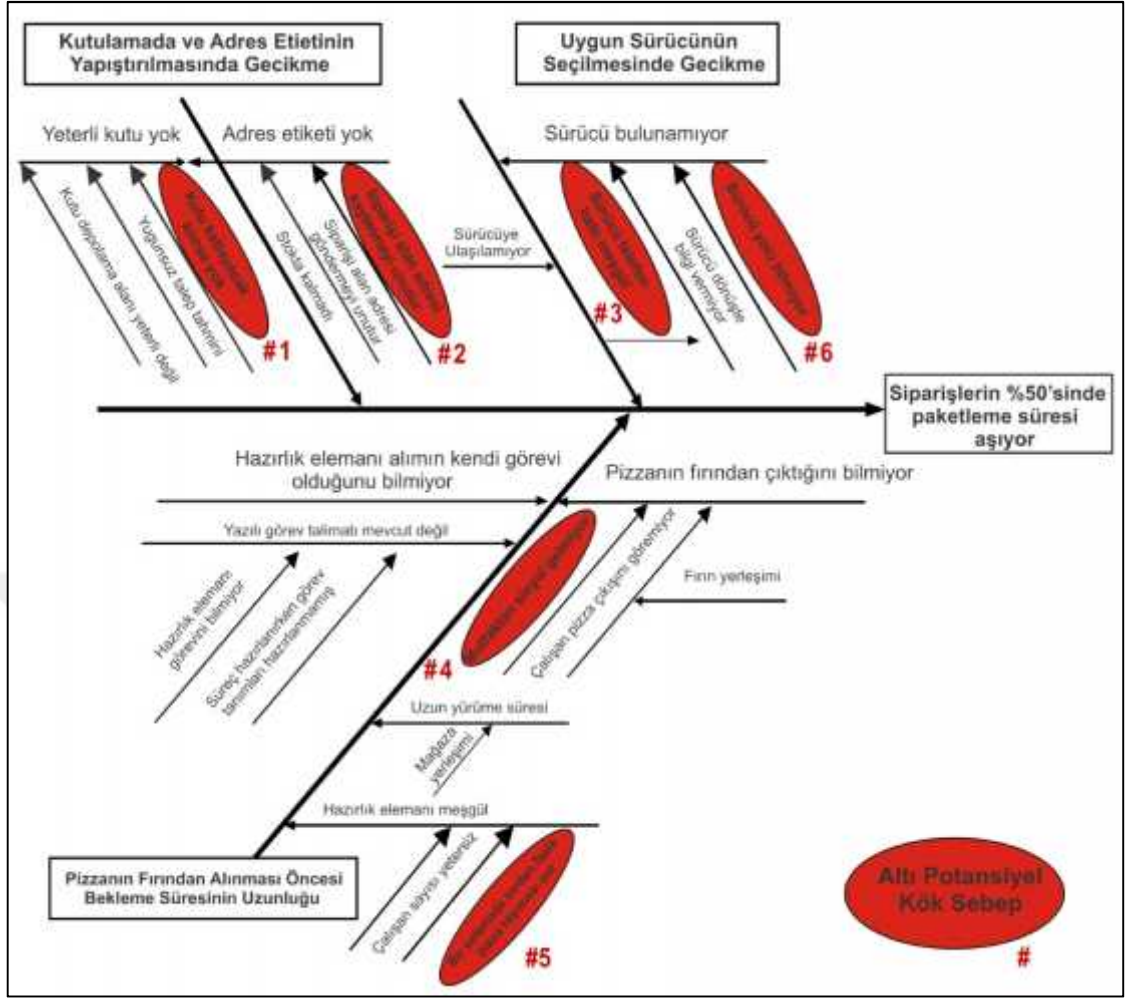 Kutulamada ve Adres Etietinin
Yapıştırılmasında Gecikme
Uygun Sürücünün
Seçilmesinde Gecikme
Yeterli kutu yok
Adres etiketi yok
Sürücü bulunamıyor
Kutu depolama alanı yeterli değil
Yugunsuz talep tahmini
#1
Stokta kalmadı
Siparişi alan adresi
göndermeyi unutur
#2
Sürücüye
Ulaşılamıyor
#3
Sürücü dönüşte
bilgi vermiyor
#6
Siparişlerin %50'sinde
paketleme süresi
aşıyor
Hazırlık elemanı alımın kendi görevi
olduğunu bilmiyor
Pizzanın fırından çıktığını bilmiyor
Yazılı görev talimatı mevcut değil
Hazırlık elemanı
görevini bilmiyor
Süreç hazırlanırken görev
tanımları hazırlanmamış
#4
Çalışan pizza çıkışını göremiyor
Fırın yerleşimi
Uzun yürüme süresi
Mağaza
yerleşimi
Hazırlık elemanı meşgül
Çalışan sayısı yetersiz
#5
Pizzanın Fırından Alınması Öncesi
Bekleme Süresinin Uzunluğu
Altı Potansiyel
Kök Sebep
#